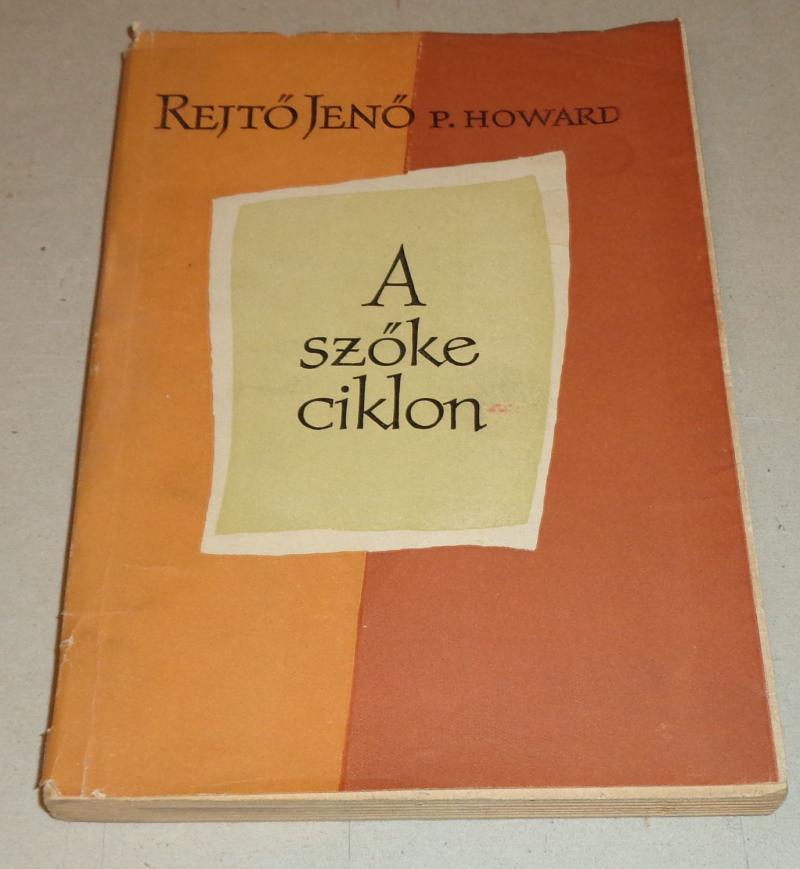 REJTŐ JENŐ P. HOWARD
A
szőke
ciklon